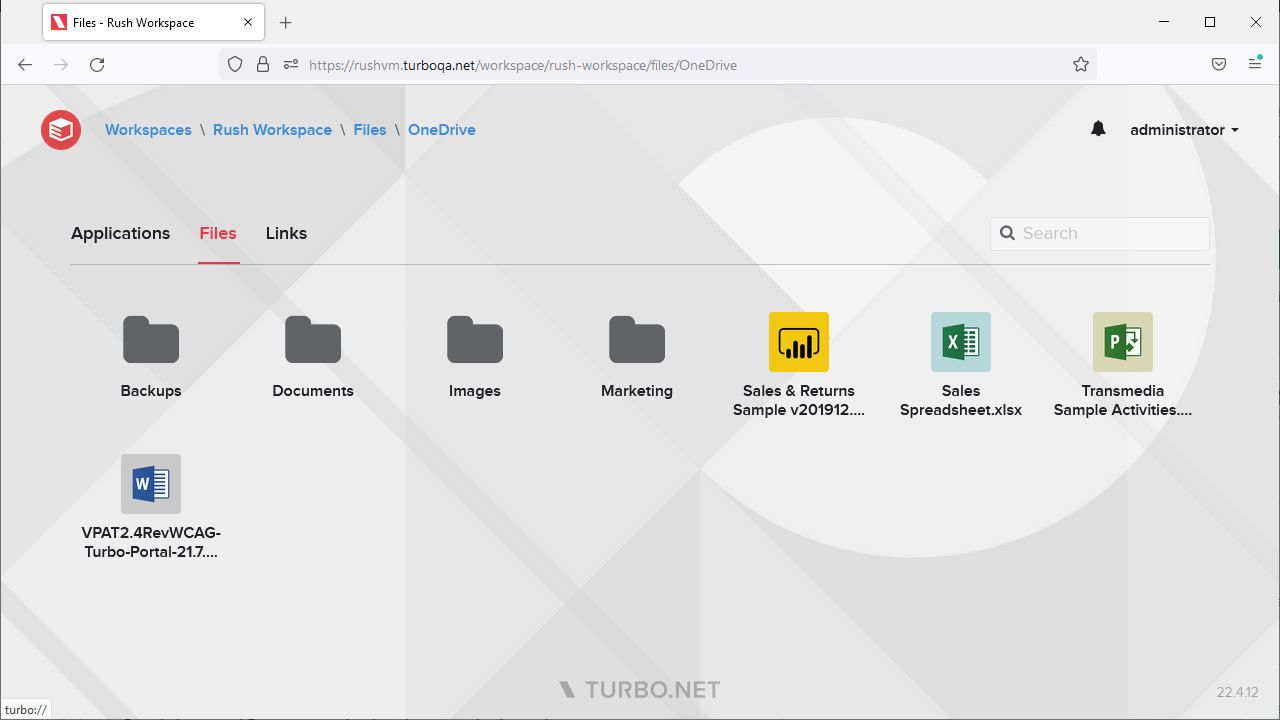 Files - Rush Workspace
https://rushvm.turboqa.net/workspace/rush-workspace/files/OneDrive
Workspaces \ Rush Workspace \ Files \ OneDrive
administrator
Applications Files Links
Search
Backups
Documents
Images
Marketing
Sales & Returns
Sample v201912....
Sales
Spreadsheet.xlsx
Transmedia
Sample Activities....
VPAT2.4RevWCAG-
Turbo-Portal-21.7....
TURBO.NET
22.4.12
turbo://